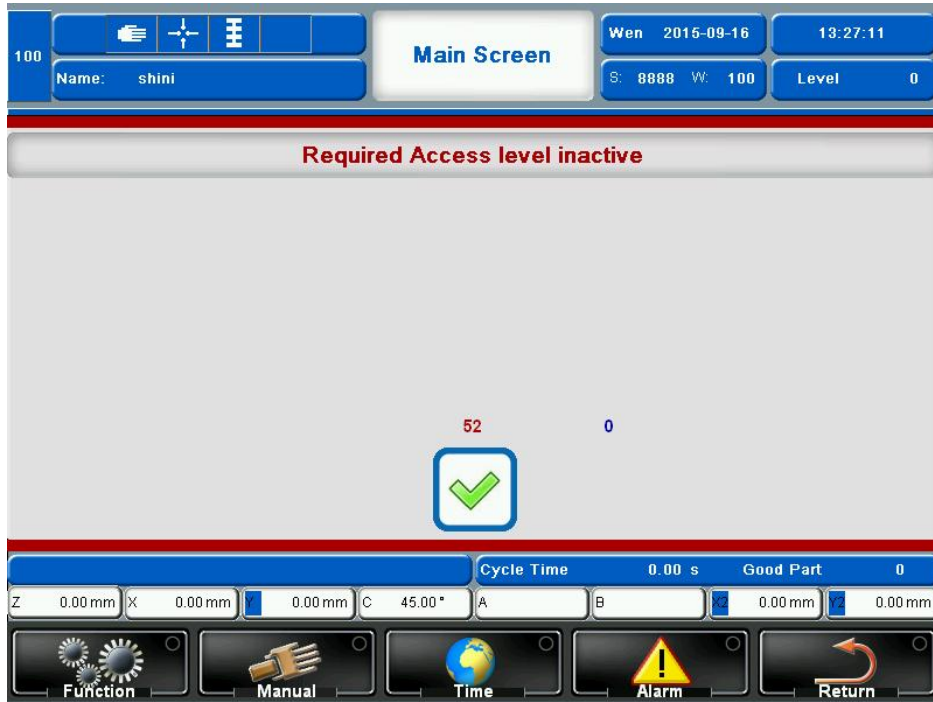 100
Main Screen
Wen 2015-09-16
13:27:11
Name: shini
S: 8888 W: 100
Level 0
Required Access level inactive
52 0
Cycle Time 0.00 s Good Part 0
Z 0.00 mm X 0.00 mm Y 0.00 mm C 45.00 ° A B X2 0.00 mm Y2 0.00 mm
Function Manual Time Alarm Return